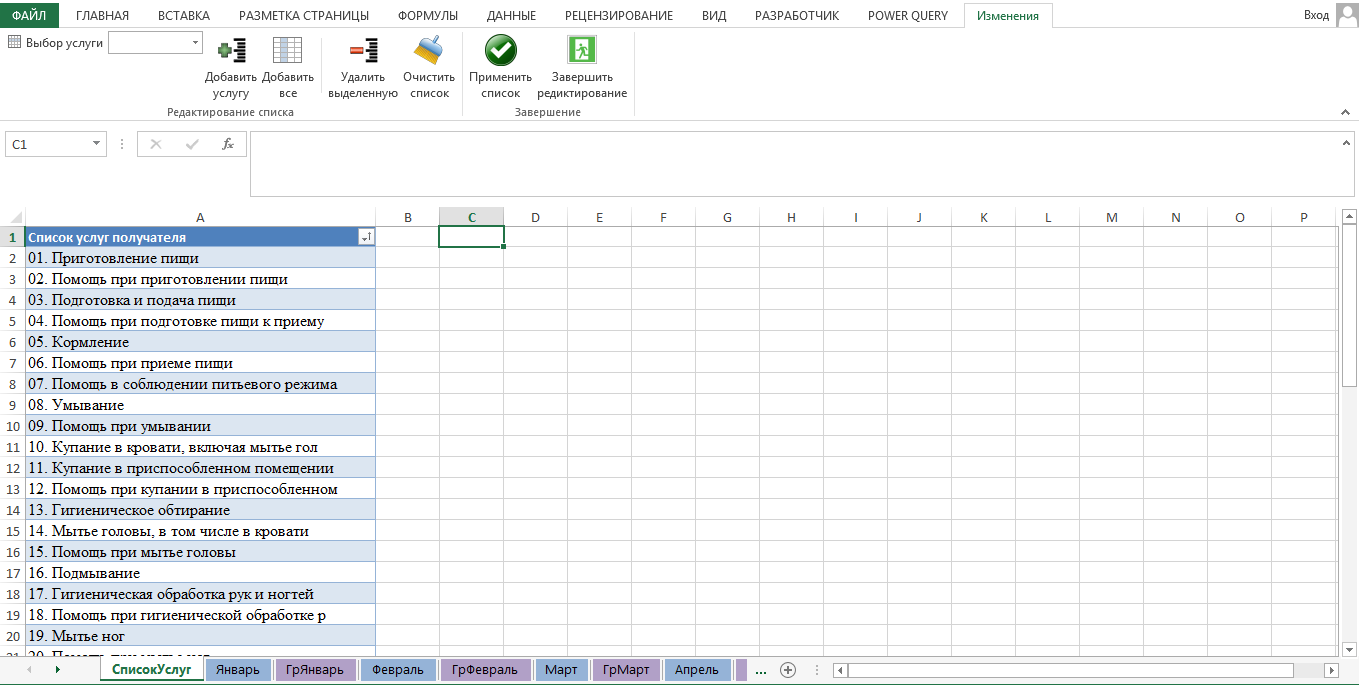 ФАЙЛ ГЛАВНАЯ ВСТАВКА РАЗМЕТКА СТРАНИЦЫ ФОРМУЛЫ ДАННЫЕ РЕЦЕНЗИРОВАНИЕ ВИД РАЗРАБОТЧИК POWER QUERY Изменения Вход
Выбор услуги
Добавить услугу
Добавить все
Удалить выделенную
Очистить список
Применить список
Завершить редактирование
Редактирование списка Завершение
C1 fx
A B C D E F G H I J K L M N O P
1 Список услуг получателя
2 01. Приготовление пищи
3 02. Помощь при приготовлении пищи
4 03. Подготовка и подача пищи
5 04. Помощь при подготовке пищи к приему
6 05. Кормление
7 06. Помощь при приеме пищи
8 07. Помощь в соблюдении питьевого режима
9 08. Умывание
10 09. Помощь при умывании
11 10. Купание в кровати, включая мытье гол
12 11. Купание в приспособленном помещении
13 12. Помощь при купании в приспособленном
14 13. Гигиеническое обтирание
15 14. Мытье головы, в том числе в кровати
16 15. Помощь при мытье головы
17 16. Подмывание
18 17. Гигиеническая обработка рук и ногтей
19 18. Помощь при гигиенической обработке р
20 19. Мытье ног
СписокУслуг Январь ГрЯнварь Февраль ГрФевраль Март ГрМарт Апрель ...